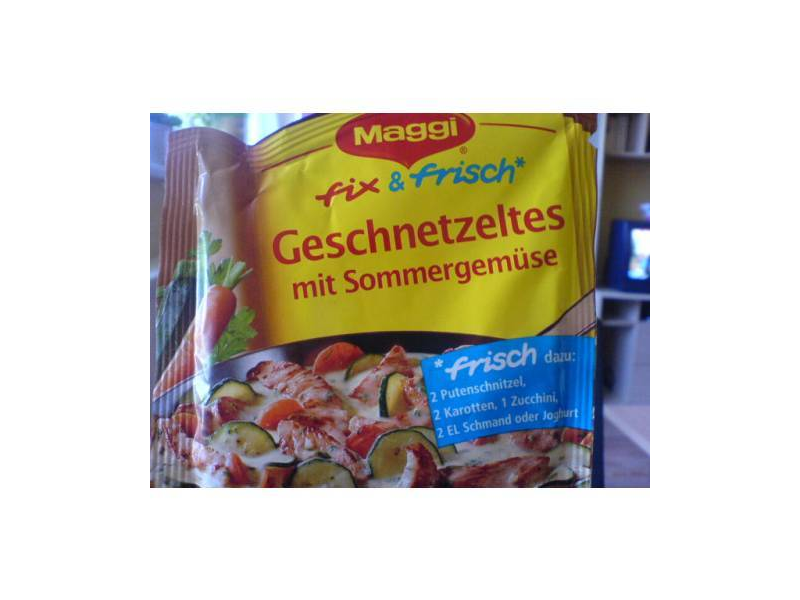 Maggi
®
fix & frisch*
Geschnetzeltes
mit Sommergemüse
*frisch dazu:
2 Putenschnitzel,
2 Karotten, 1 Zucchini,
2 EL Schmand oder Joghurt